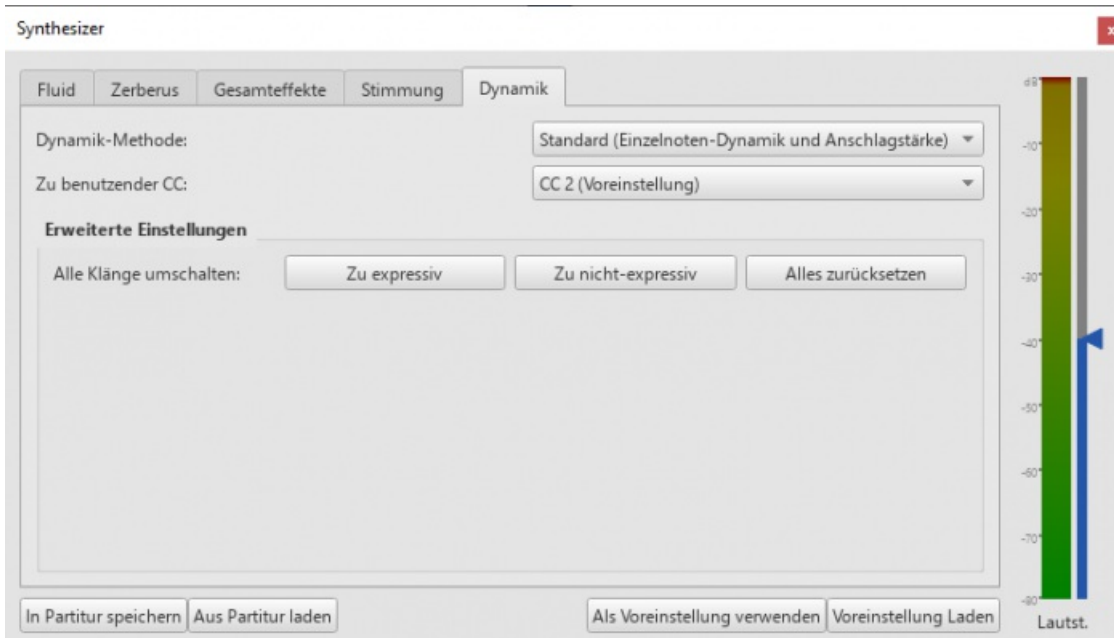 Synthesizer
x
Fluid Zerberus Gesamteffekte Stimmung Dynamik
Dynamik-Methode: Standard (Einzelnoten-Dynamik und Anschlagstärke)
Zu benutzender CC: CC 2 (Voreinstellung)
Erweiterte Einstellungen
Alle Klänge umschalten: Zu expressiv Zu nicht-expressiv Alles zurücksetzen
dB
-10
-20
-30
-40
-50
-60
-70
-80
In Partitur speichern Aus Partitur laden Als Voreinstellung verwenden Voreinstellung Laden
Lautst.